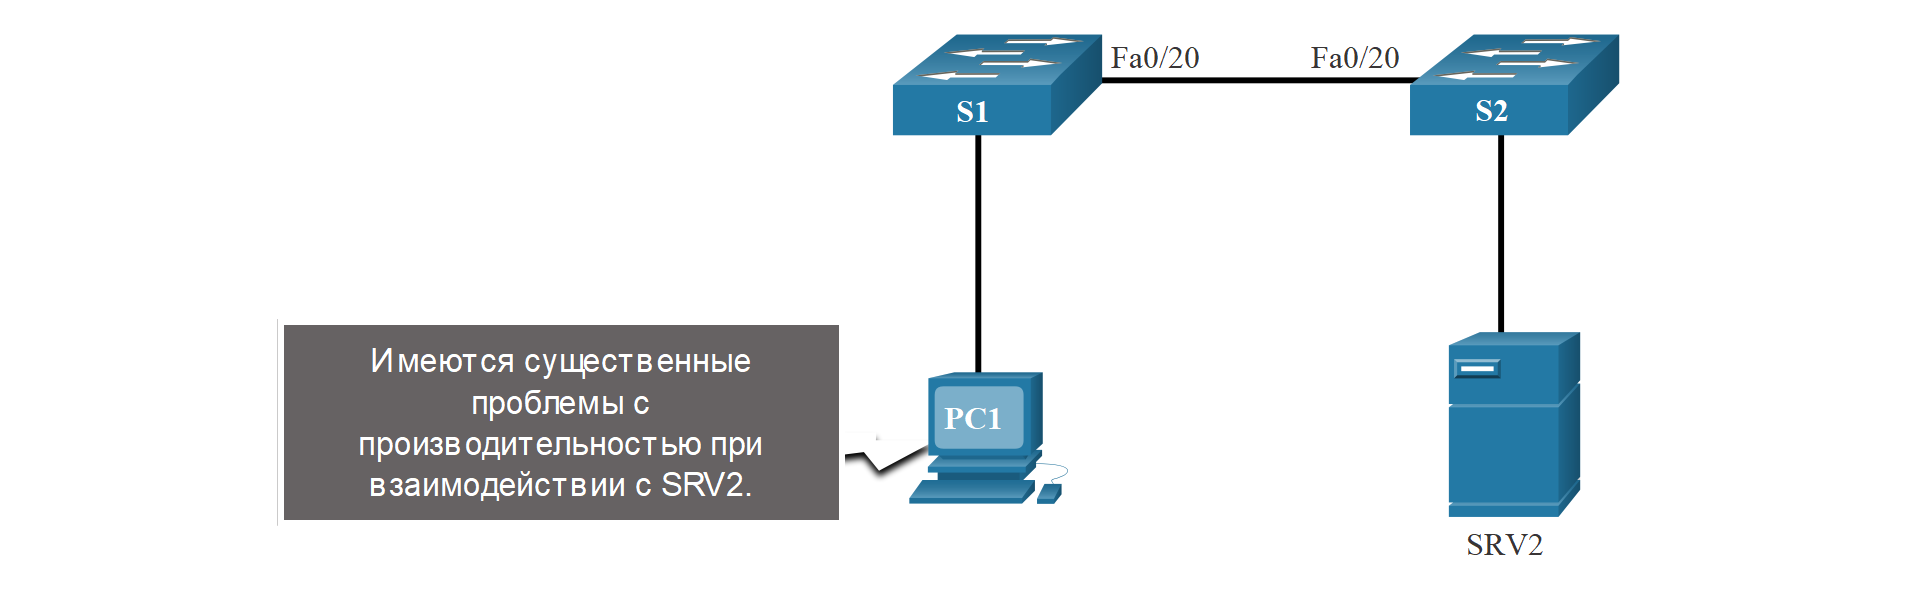 Fa0/20
Fa0/20
S1
S2
Имеются существенные
проблемы с
производительностью при
взаимодействии с SRV2.
PC1
SRV2